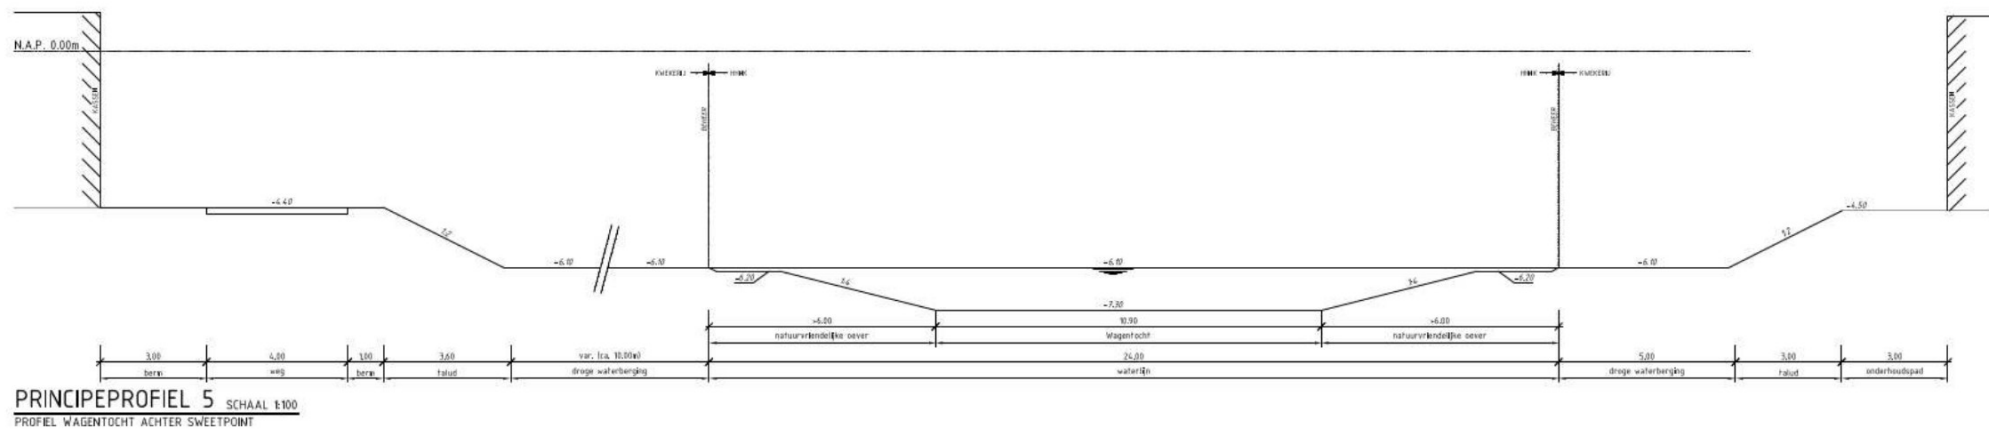 N.A.P. 0.00m
KWEKERIJ HHNK
HHNK KWEKERIJ
KASSEN
BEHEER
BEHEER
KASSEN
-4.40
-4.50
1:2
1:2
-6.10
-6.10
-6.10
-6.10
-6.20
-6.20
1:4
1:4
-7.30
>6.00
10.90
>6.00
natuurvriendelijke oever
Wagentocht
natuurvriendelijke oever
3,00
4,00
1,00
3,60
var. (ca. 10.00m)
24,00
5,00
3,00
3,00
berm
weg
berm
talud
droge waterberging
waterlijn
droge waterberging
talud
onderhoudspad
PRINCIPEPROFIEL 5 SCHAAL 1:100
PROFIEL WAGENTOCHT ACHTER SWEETPOINT